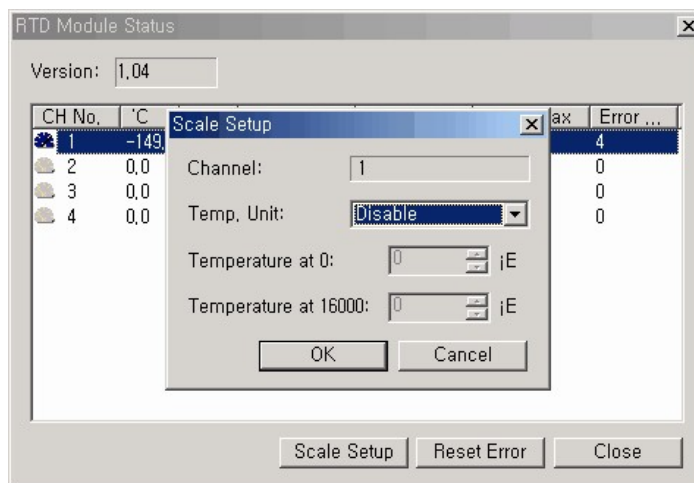 RTD Module Status
Version: 1,04
CH No, 'C ax Error ...
1 -149, 4
2 0,0 0
3 0,0 0
4 0,0 0
Scale Setup
Channel: 1
Temp, Unit: Disable
Temperature at 0: 0 ¡E
Temperature at 16000: 0 ¡E
OK Cancel
Scale Setup Reset Error Close